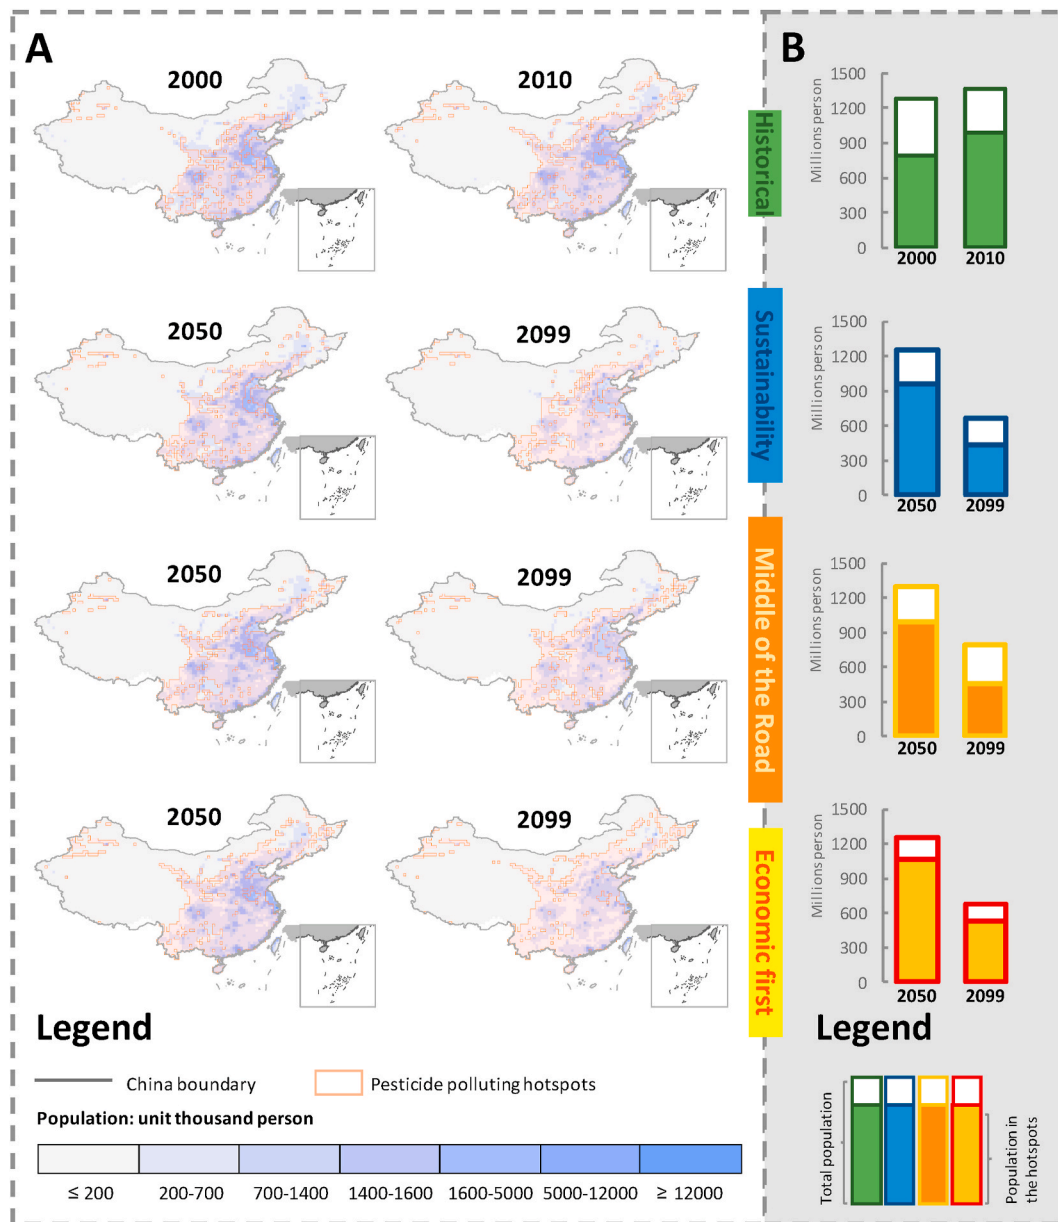 A
2000
2010
2050
2099
2050
2099
2050
2099
Legend
China boundary
Pesticide polluting hotspots
Population: unit thousand person
≤ 200
200-700
700-1400
1400-1600
1600-5000
5000-12000
≥ 12000
Historical
Sustainability
Middle of the Road
Economic first
B
Millions person
1500
1200
900
600
300
0
2000
2010
Millions person
1500
1200
900
600
300
0
2050
2099
Millions person
1500
1200
900
600
300
0
2050
2099
Millions person
1500
1200
900
600
300
0
2050
2099
Legend
Total population
Population in
the hotspots